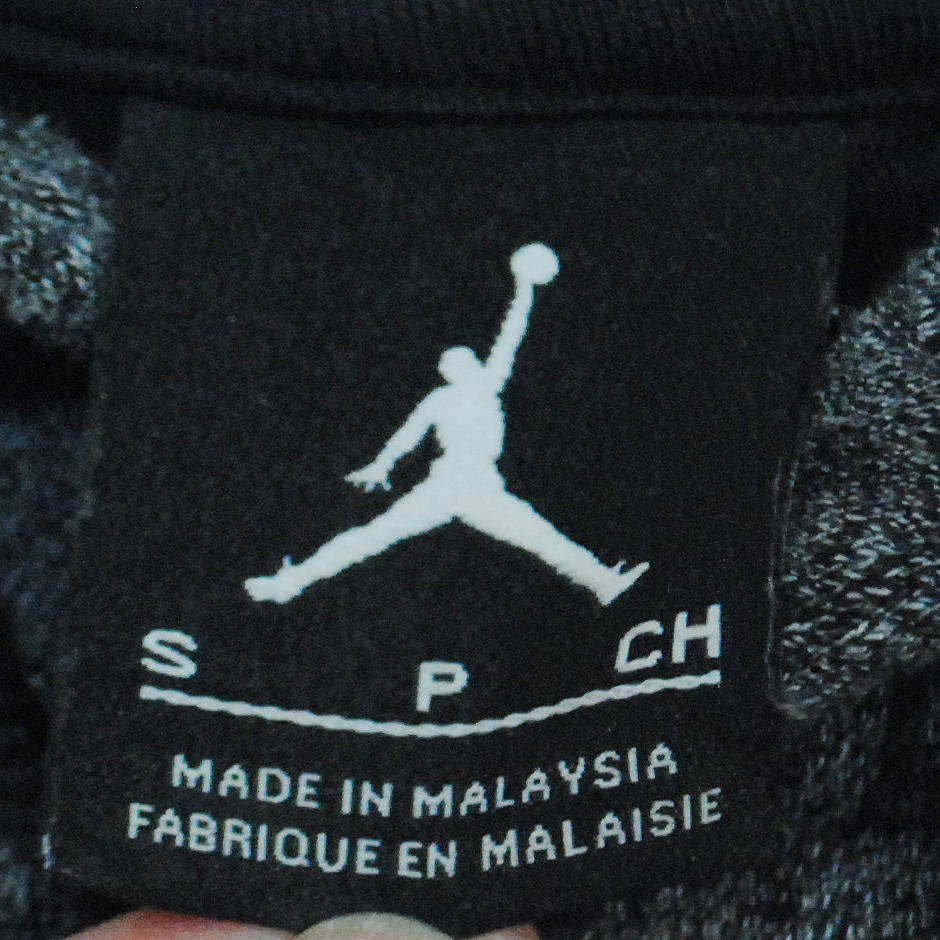 S P CH
MADE IN MALAYSIA
FABRIQUE EN MALAISIE